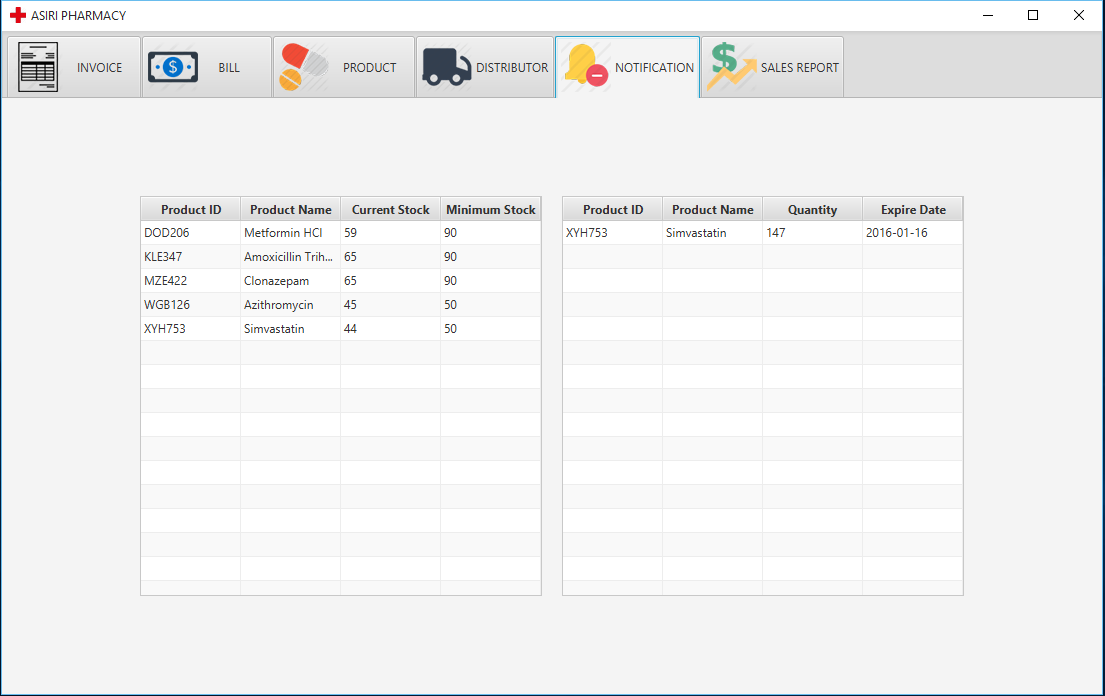 ASIRI PHARMACY
INVOICE BILL PRODUCT DISTRIBUTOR NOTIFICATION SALES REPORT
Product ID Product Name Current Stock Minimum Stock
DOD206 Metformin HCl 59 90
KLE347 Amoxicillin Trih... 65 90
MZE422 Clonazepam 65 90
WGB126 Azithromycin 45 50
XYH753 Simvastatin 44 50
Product ID Product Name Quantity Expire Date
XYH753 Simvastatin 147 2016-01-16